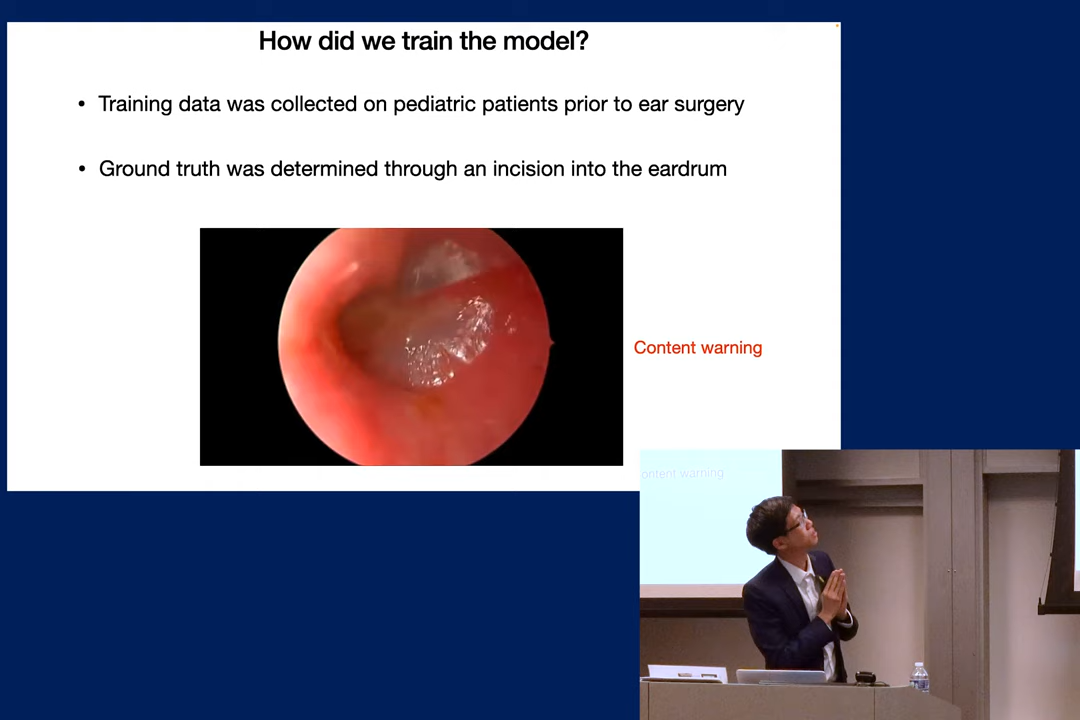 How did we train the model?
• Training data was collected on pediatric patients prior to ear surgery
• Ground truth was determined through an incision into the eardrum
Content warning
ontent warning